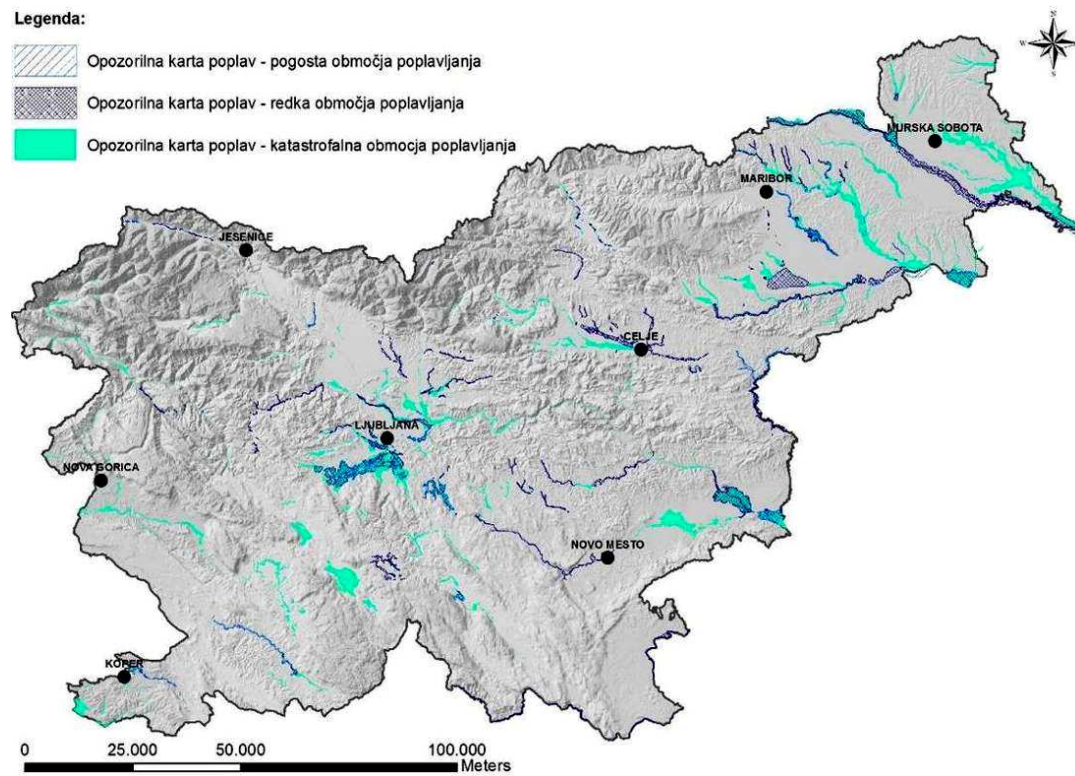 Legenda:
Opozorilna karta poplav - pogosta območja poplavljanja
Opozorilna karta poplav - redka območja poplavljanja
Opozorilna karta poplav - katastrofalna obmocja poplavljanja
N
W
E
S
MURSKA SOBOTA
MARIBOR
JESENICE
CELJE
LJUBLJANA
NOVA GORICA
NOVO MESTO
KOPER
0 25.000 50.000 100.000
Meters